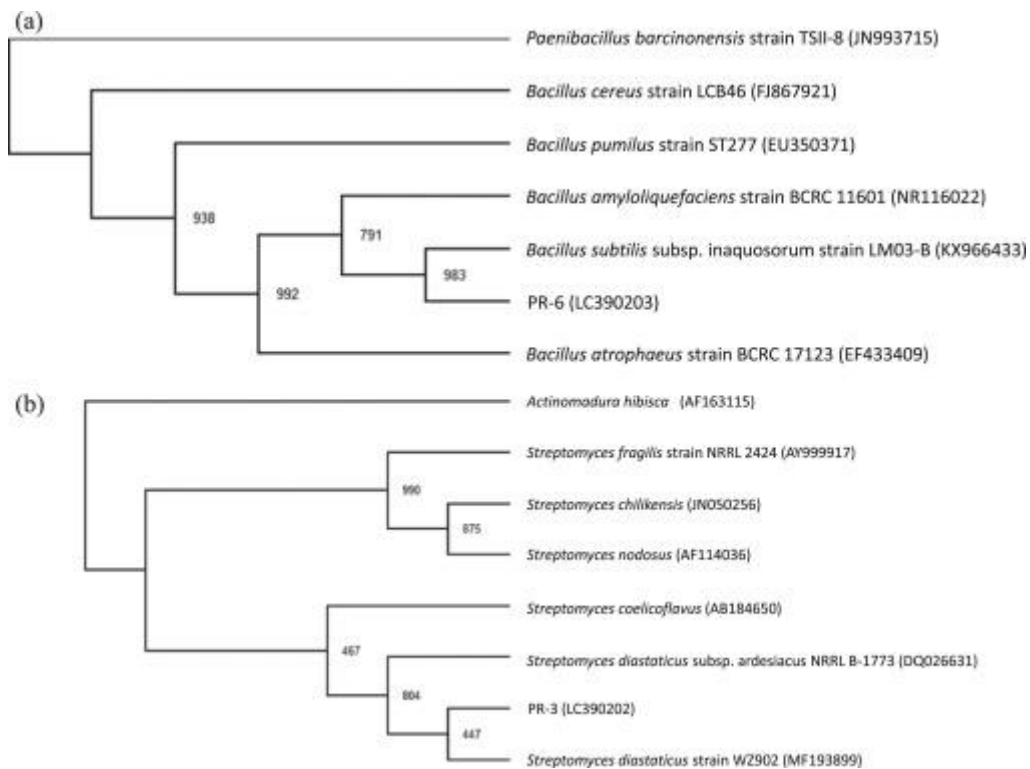 (a)
Paenibacillus barcinonensis strain TSII-8 (JN993715)
Bacillus cereus strain LCB46 (FJ867921)
Bacillus pumilus strain ST277 (EU350371)
938
Bacillus amyloliquefaciens strain BCRC 11601 (NR116022)
791
Bacillus subtilis subsp. inaquosorum strain LM03-B (KX966433)
983
992
PR-6 (LC390203)
Bacillus atrophaeus strain BCRC 17123 (EF433409)
(b)
Actinomadura hibisca (AF163115)
Streptomyces fragilis strain NRRL 2424 (AY999917)
990
Streptomyces chilikensis (JN050256)
875
Streptomyces nodosus (AF114036)
Streptomyces coelicoflavus (AB184650)
467
Streptomyces diastaticus subsp. ardesiacus NRRL B-1773 (DQ026631)
804
PR-3 (LC390202)
447
Streptomyces diastaticus strain WZ902 (MF193899)